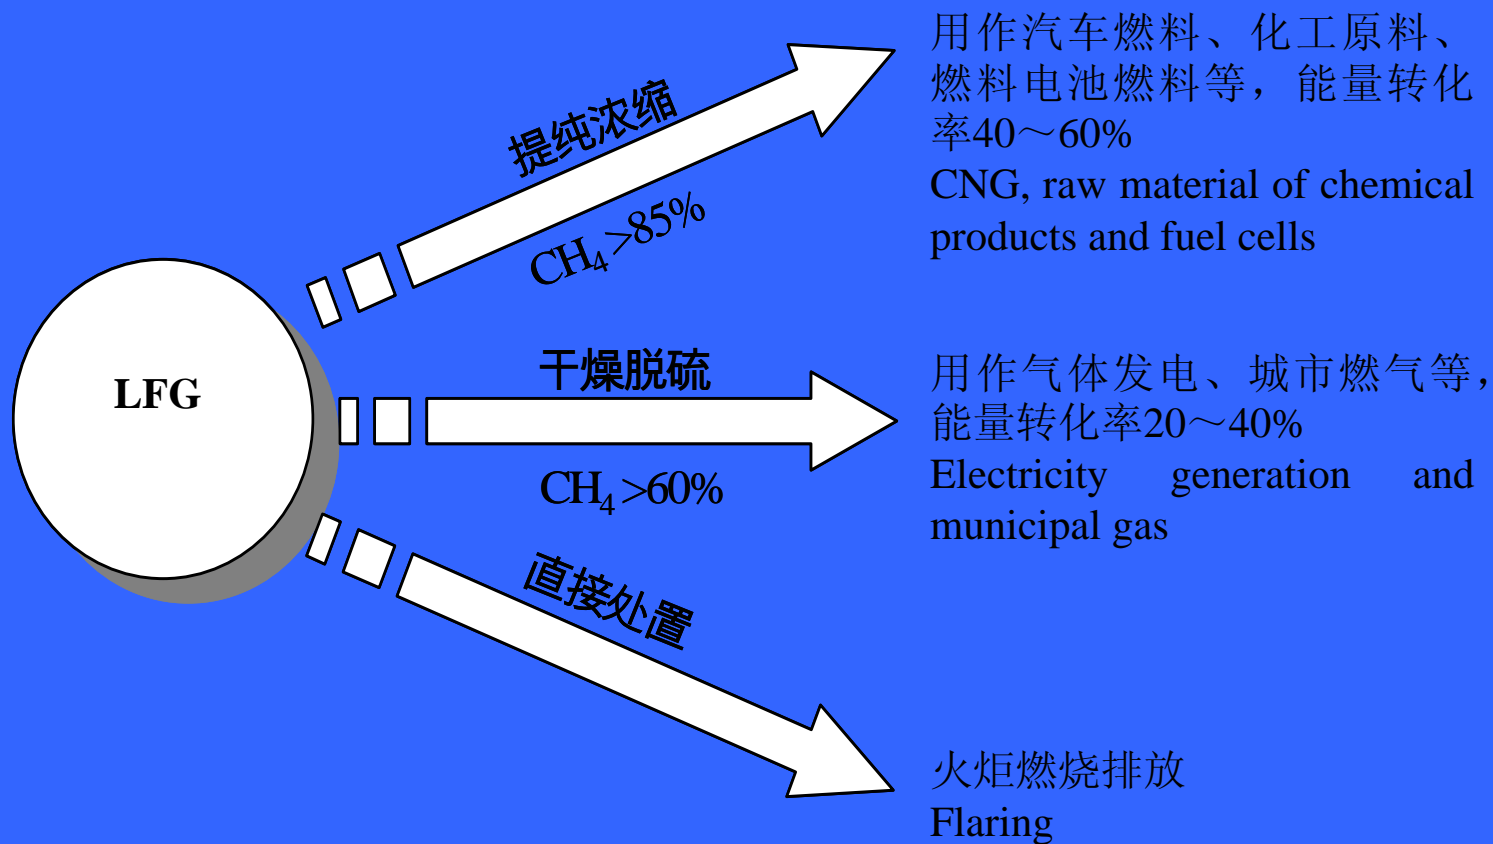 用作汽车燃料、化工原料、
燃料电池燃料等，能量转化
率40～60%
CNG, raw material of chemical
products and fuel cells
提纯浓缩
CH₄>85%
LFG
干燥脱硫
CH₄>60%
用作气体发电、城市燃气等，
能量转化率20～40%
Electricity generation and
municipal gas
直接处置
火炬燃烧排放
Flaring